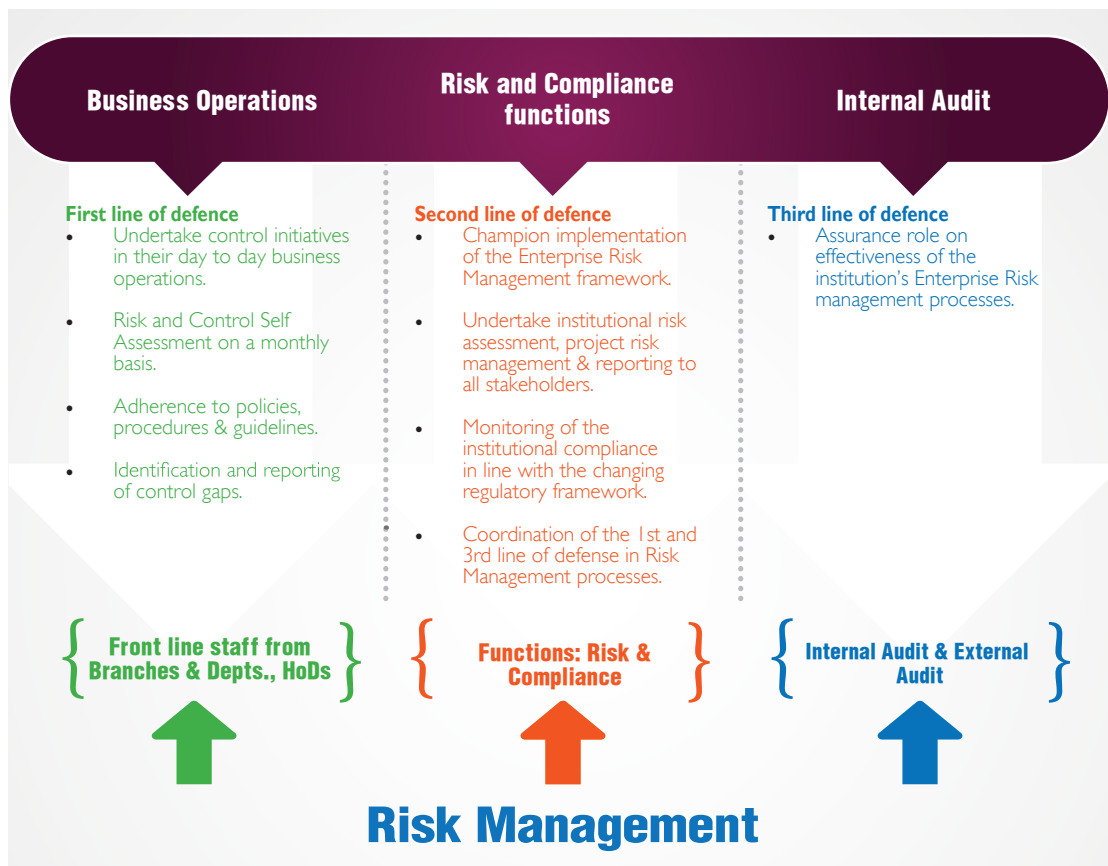 Business Operations
Risk and Compliance
functions
Internal Audit
First line of defence
• Undertake control initiatives
in their day to day business
operations.
• Risk and Control Self
Assessment on a monthly
basis.
• Adherence to policies,
procedures & guidelines.
• Identification and reporting
of control gaps.
Second line of defence
• Champion implementation
of the Enterprise Risk
Management framework.
• Undertake institutional risk
assessment, project risk
management & reporting to
all stakeholders.
• Monitoring of the
institutional compliance
in line with the changing
regulatory framework.
• Coordination of the 1st and
3rd line of defense in Risk
Management processes.
Third line of defence
• Assurance role on
effectiveness of the
institution's Enterprise Risk
management processes.
{ Front line staff from
Branches & Depts., HoDs }
{ Functions: Risk &
Compliance }
{ Internal Audit & External
Audit }
Risk Management